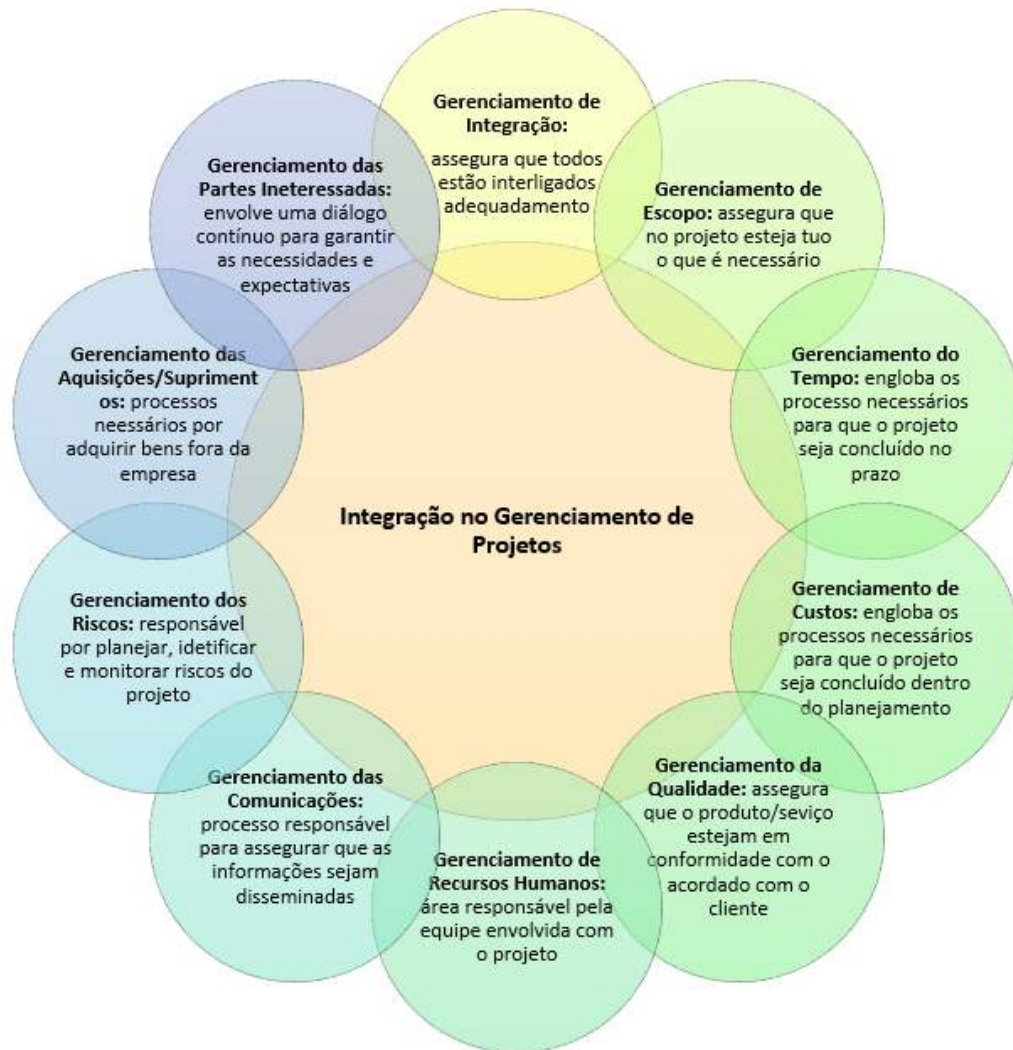 Gerenciamento de
Integração:
assegura que todos
estão interligados
adequadamento
Gerenciamento de
Escopo: assegura que
no projeto esteja tuo
o que é necessário
Gerenciamento do
Tempo: engloba os
processo necessários
para que o projeto
seja concluído no
prazo
Gerenciamento de
Custos: engloba os
processos necessários
para que o projeto
seja concluído dentro
do planejamento
Gerenciamento da
Qualidade: assegura
que o produto/seviço
estejam em
conformidade com o
acordado com o
cliente
Gerenciamento de
Recursos Humanos:
área responsável pela
equipe envolvida com
o projeto
Gerenciamento das
Comunicações:
processo responsável
para assegurar que as
informações sejam
disseminadas
Gerenciamento dos
Riscos: responsável
por planejar, idetificar
e monitorar riscos do
projeto
Gerenciamento das
Aquisições/Supriment
os: processos
neessários por
adquirir bens fora da
empresa
Gerenciamento das
Partes Ineteressadas:
envolve uma diálogo
contínuo para garantir
as necessidades e
expectativas
Integração no Gerenciamento de
Projetos